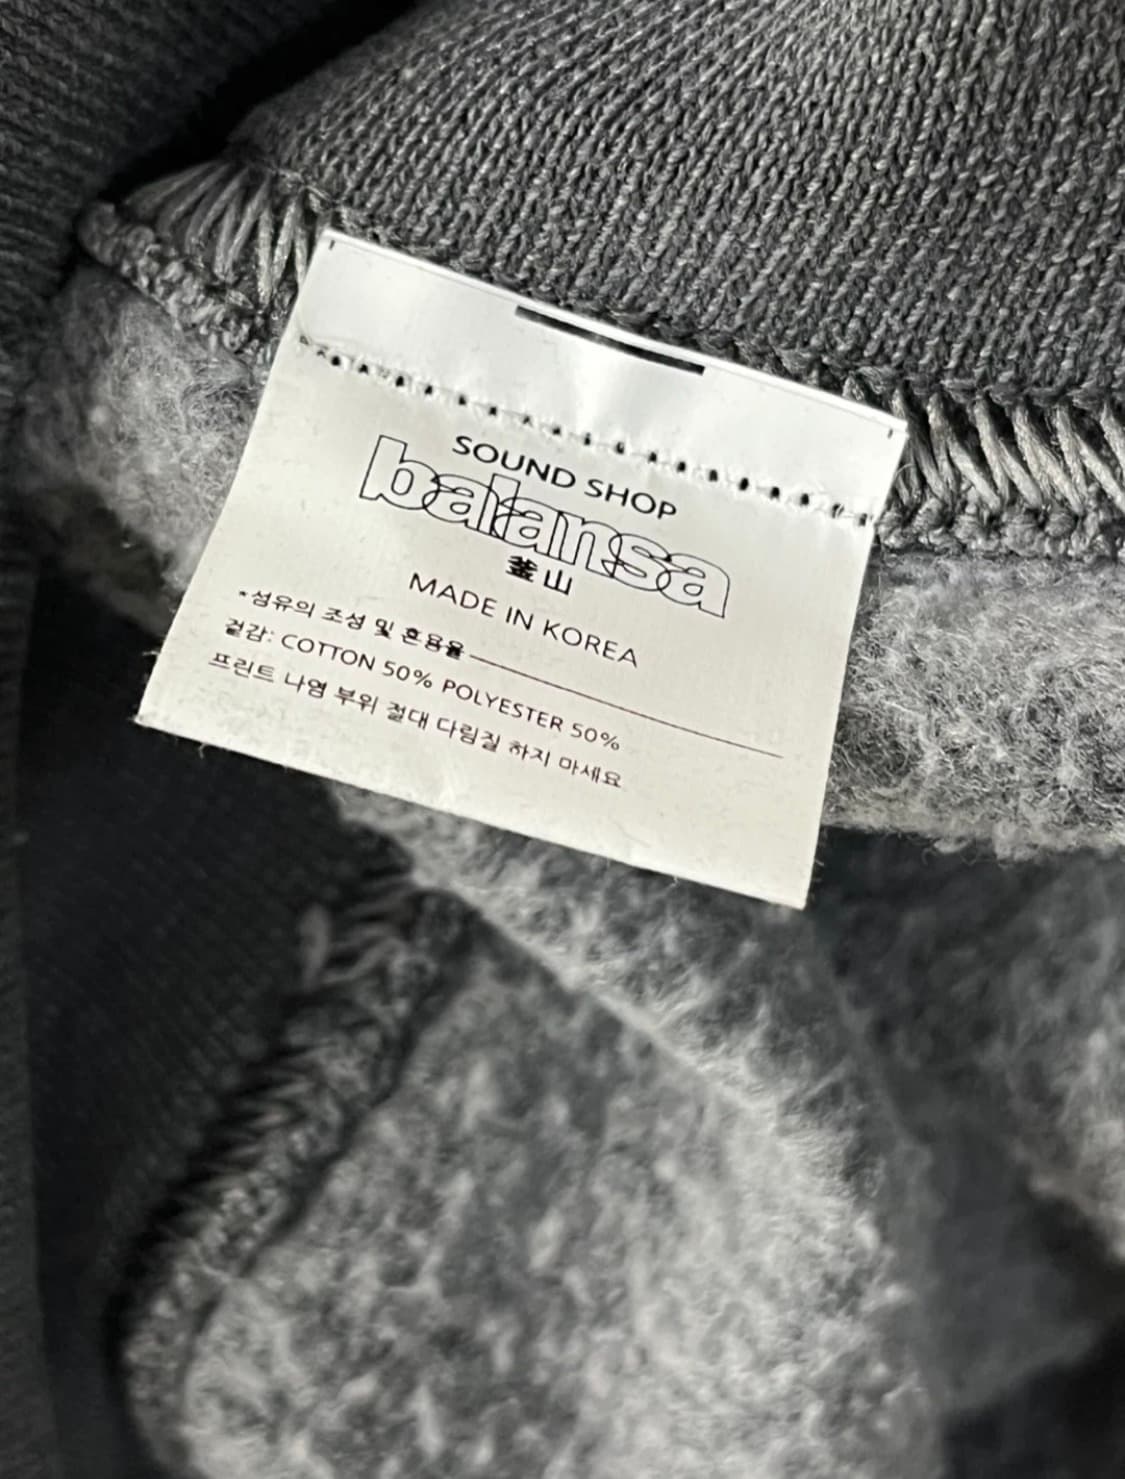 SOUND SHOP
balansa
釜山
MADE IN KOREA
*섬유의 조성 및 혼용율
겉감: COTTON 50% POLYESTER 50%
프린트 나염 부위 절대 다림질 하지 마세요